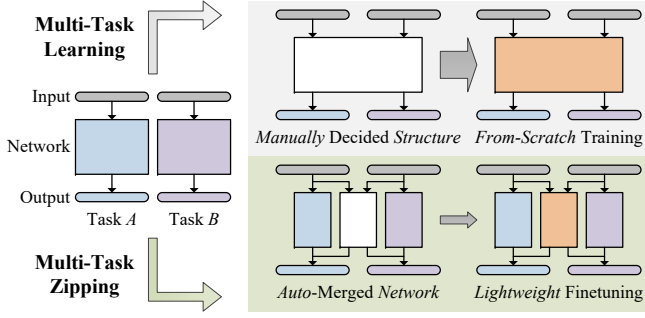 Multi-Task
Learning
Input
Network
Output
Task A
Task B
Multi-Task
Zipping
Manually Decided Structure
From-Scratch Training
Auto-Merged Network
Lightweight Finetuning